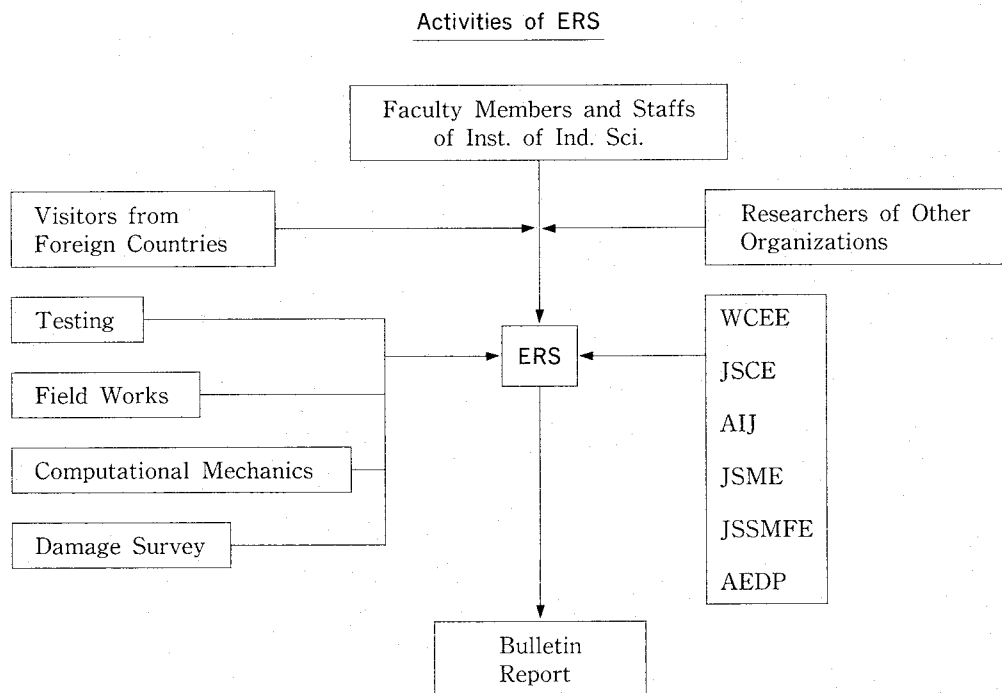 Activities of ERS
Faculty Members and Staffs
of Inst. of Ind. Sci.
Visitors from
Foreign Countries
Researchers of Other
Organizations
Testing
Field Works
Computational Mechanics
Damage Survey
ERS
WCEE
JSCE
AIJ
JSME
JSSMFE
AEDP
Bulletin
Report